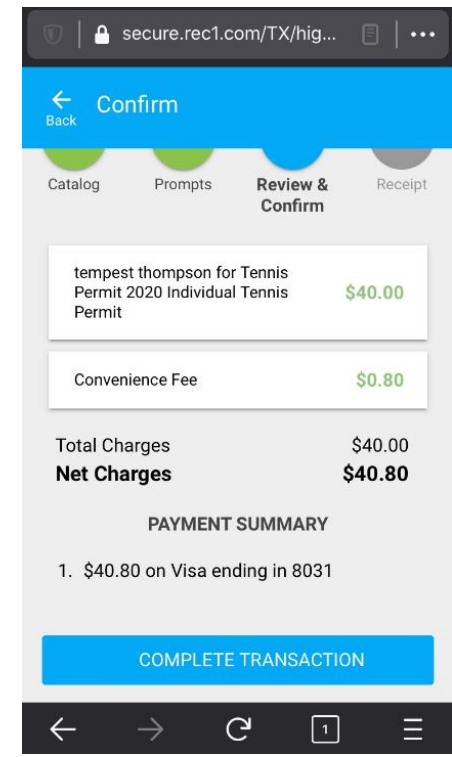 secure.rec1.com/TX/hig...
Confirm
Back
Catalog
Prompts
Review &
Confirm
Receipt
tempest thompson for Tennis
Permit 2020 Individual Tennis
Permit
$40.00
Convenience Fee
$0.80
Total Charges
$40.00
Net Charges
$40.80
PAYMENT SUMMARY
1. $40.80 on Visa ending in 8031
COMPLETE TRANSACTION
1